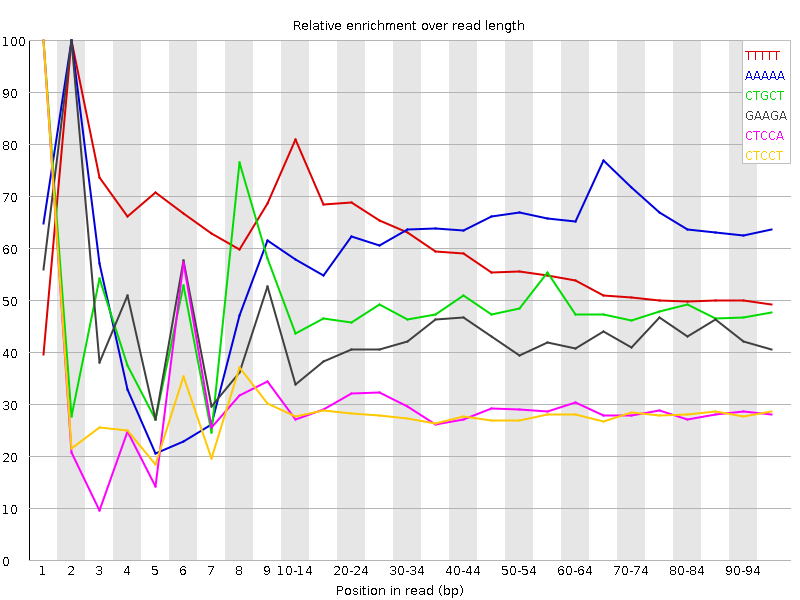 Relative enrichment over read length
100
90
80
70
60
50
40
30
20
10
0
TTTTT
AAAAA
CTGCT
GAAGA
CTCCA
CTCCT
1 2 3 4 5 6 7 8 9 10-14 20-24 30-34 40-44 50-54 60-64 70-74 80-84 90-94
Position in read (bp)